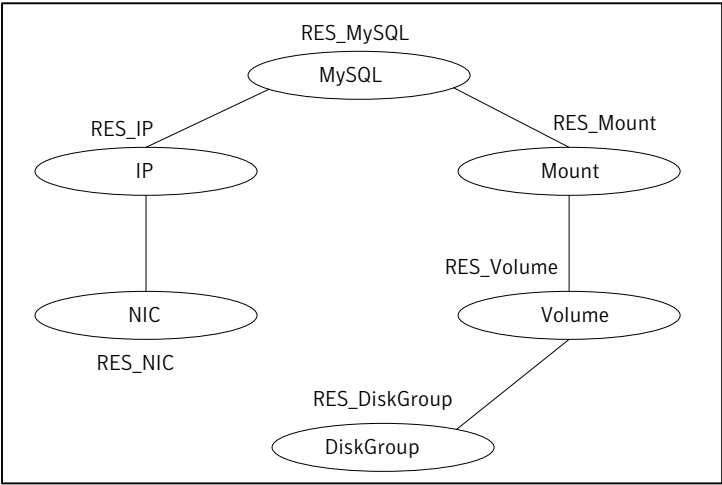 RES_MySQL
MySQL
RES_IP
RES_Mount
IP
Mount
RES_Volume
NIC
Volume
RES_NIC
RES_DiskGroup
DiskGroup